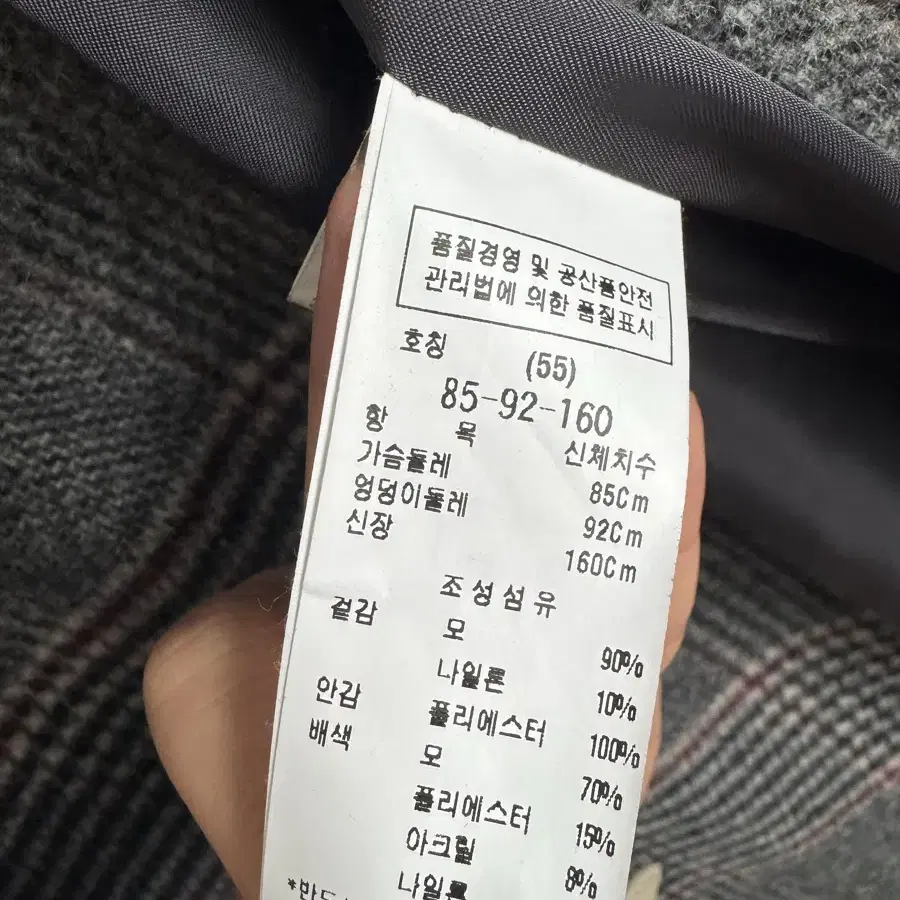 품질경영 및 공산품안전
관리법에 의한 품질표시
호칭 (55)
85-92-160
항 목 신체치수
가슴둘레 85Cm
엉덩이둘레 92Cm
신장 160Cm
조성섬유
겉감 모 90%
나일론 10%
안감 폴리에스터 100%
배색 모 70%
폴리에스터 15%
아크릴 8%
나일론